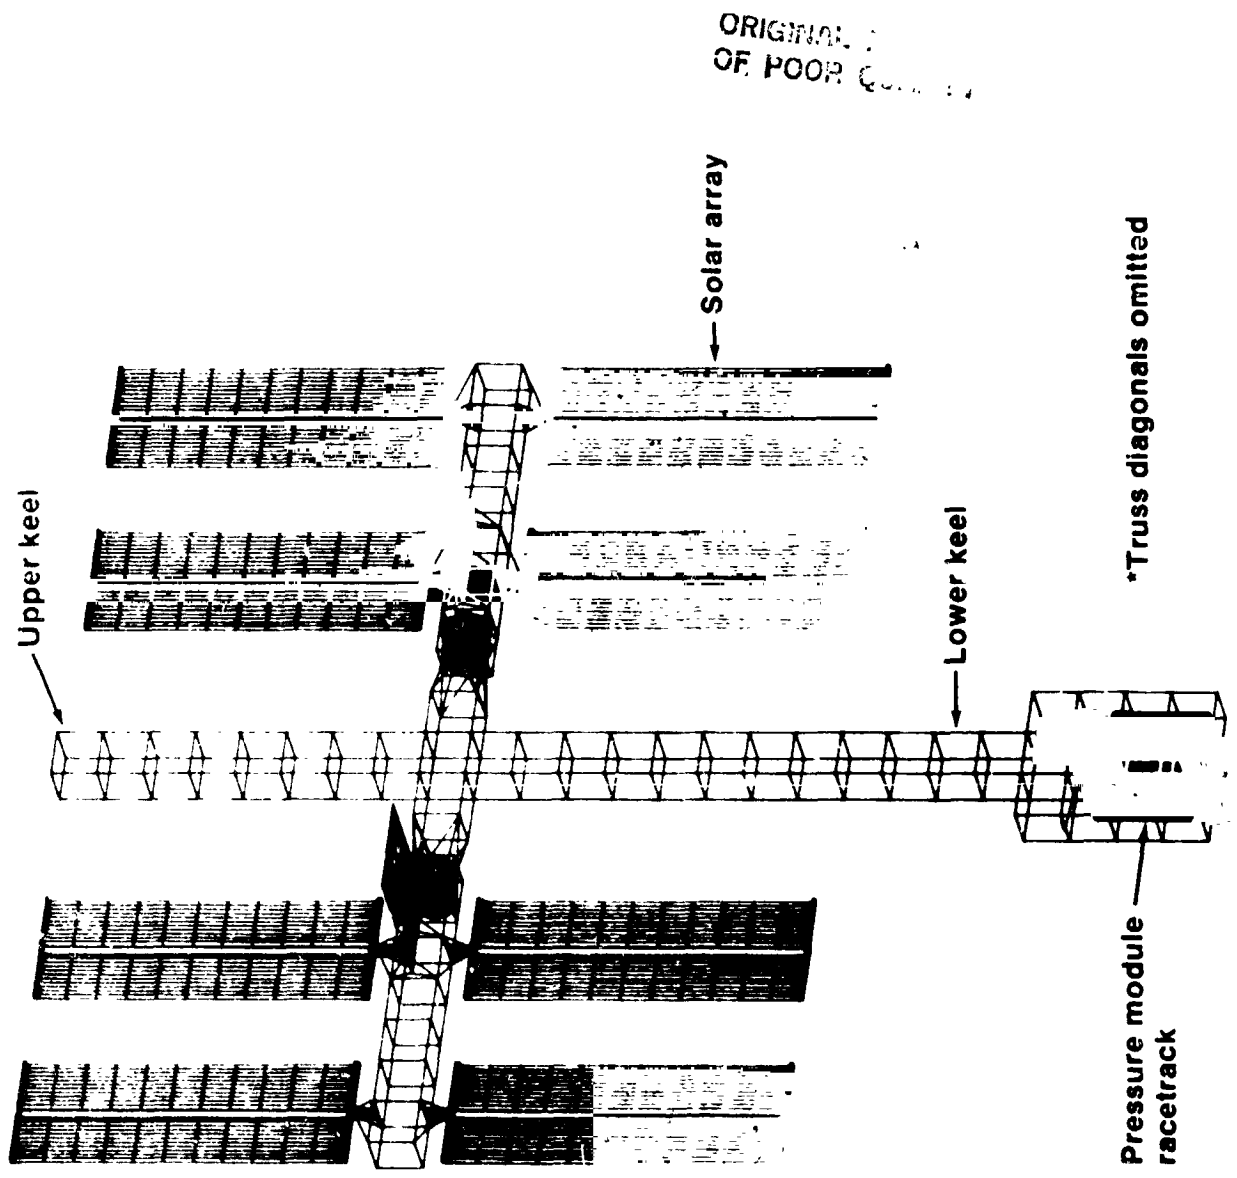 ORIGINAL
OF POOR
Upper keel
Solar array
Lower keel
*Truss diagonals omitted
Pressure module
racetrack